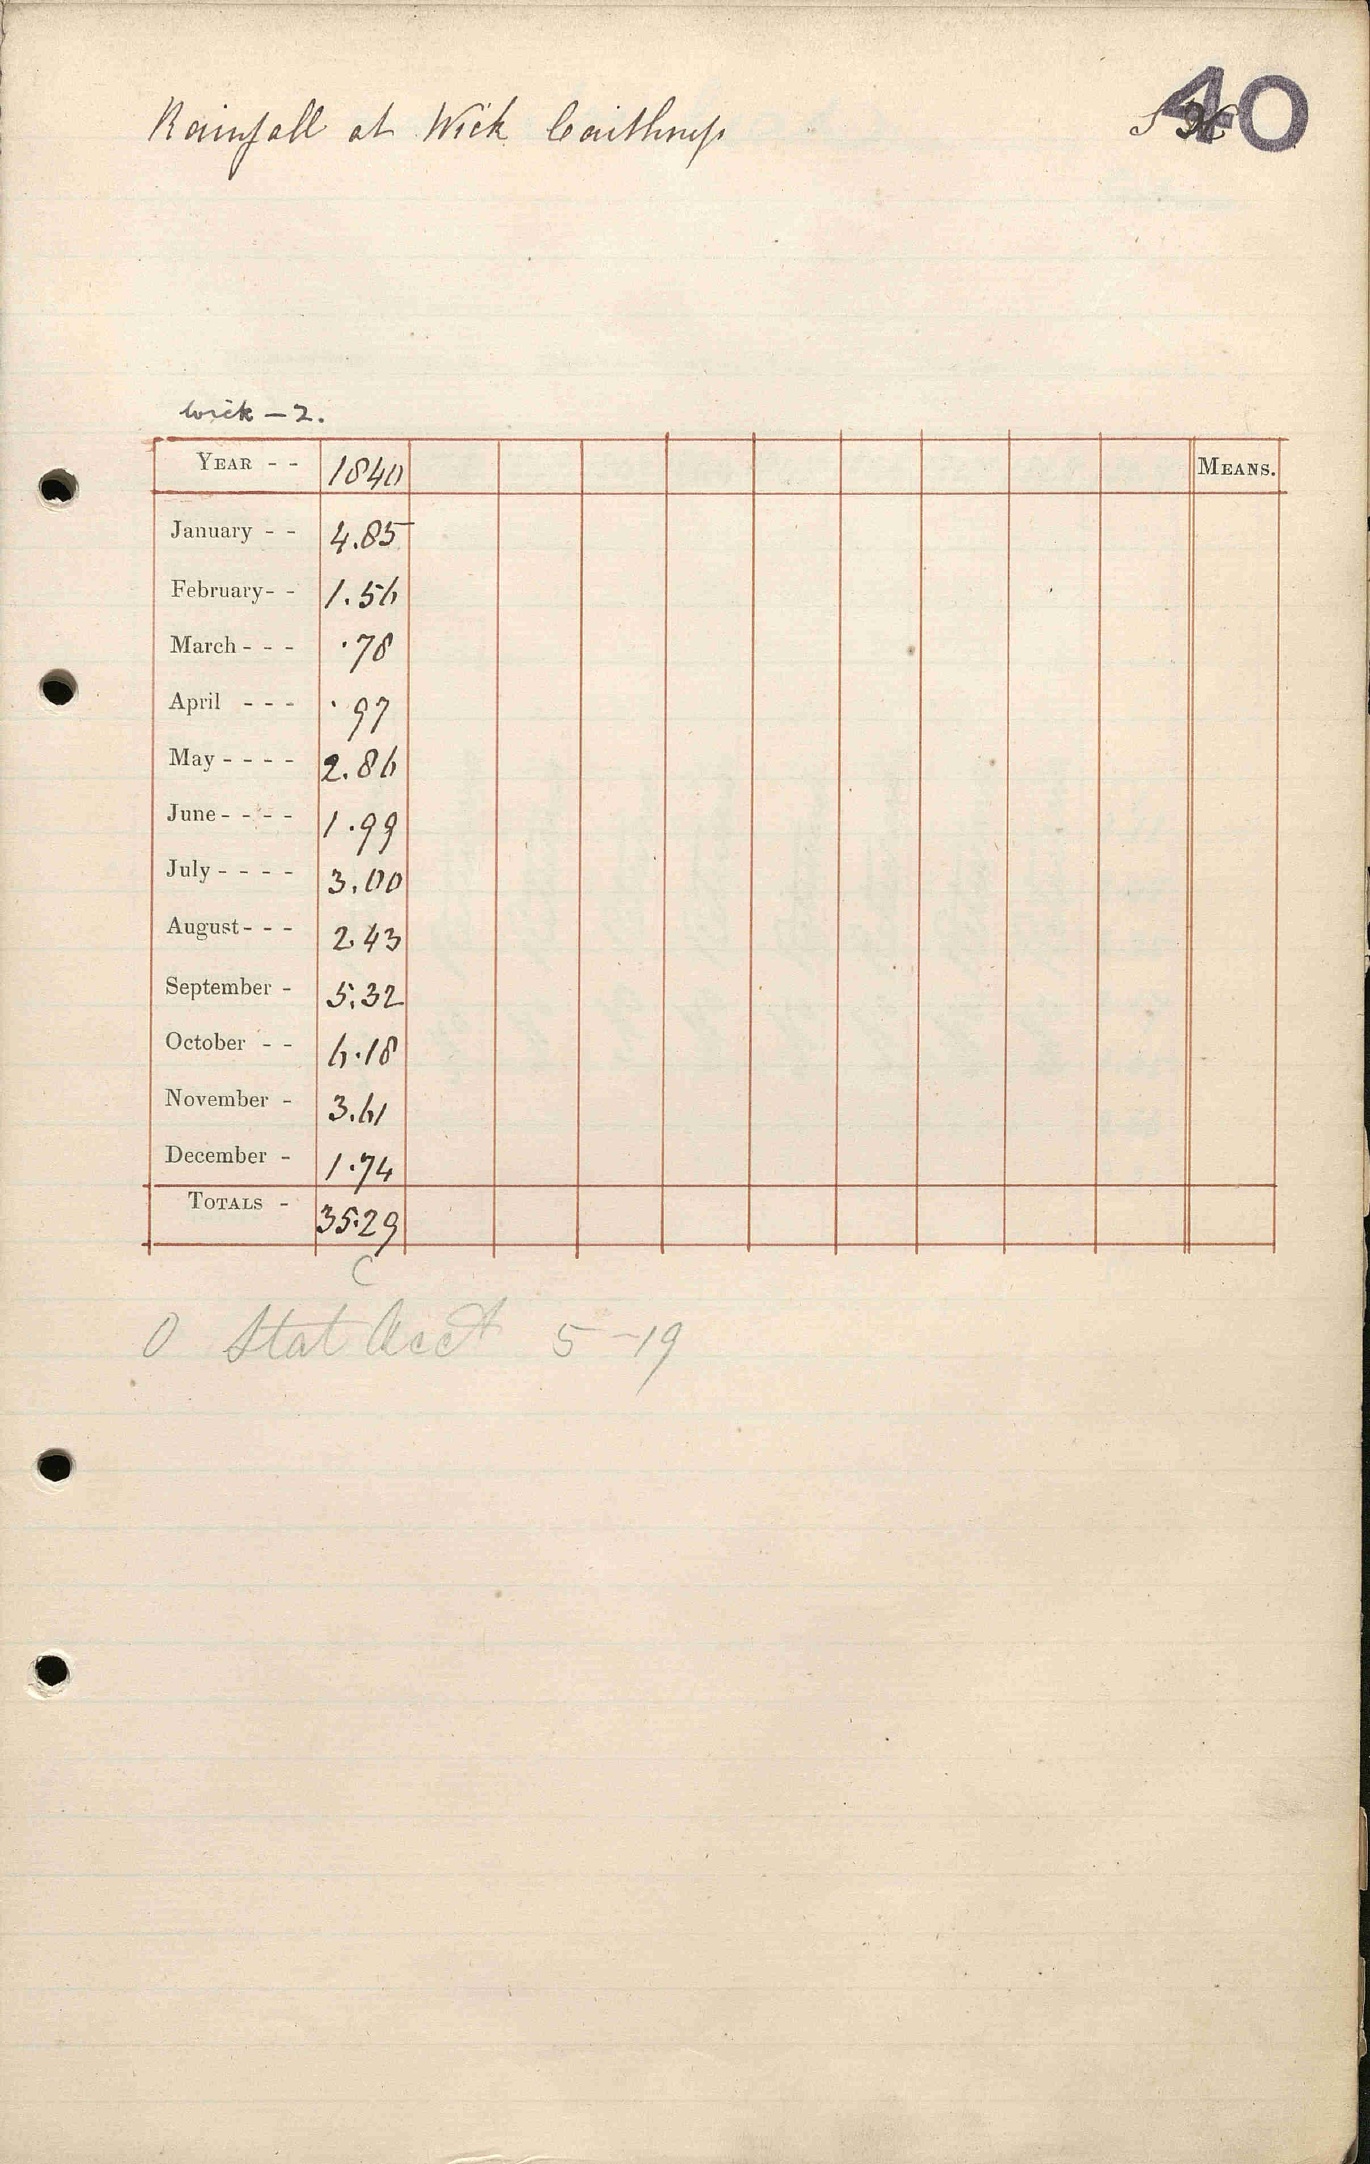 40
Rainfall at Wick Caithness
Wick - 2.
YEAR - - 1840 MEANS.
January - - 4.85
February - - 1.56
March - - - .78
April - - - .97
May - - - - 2.86
June - - - - 1.99
July - - - - 3.00
August - - - 2.43
September - 5.32
October - - 6.18
November - 3.61
December - 1.74
TOTALS - 35.29
C
O Stat Acct 5-19